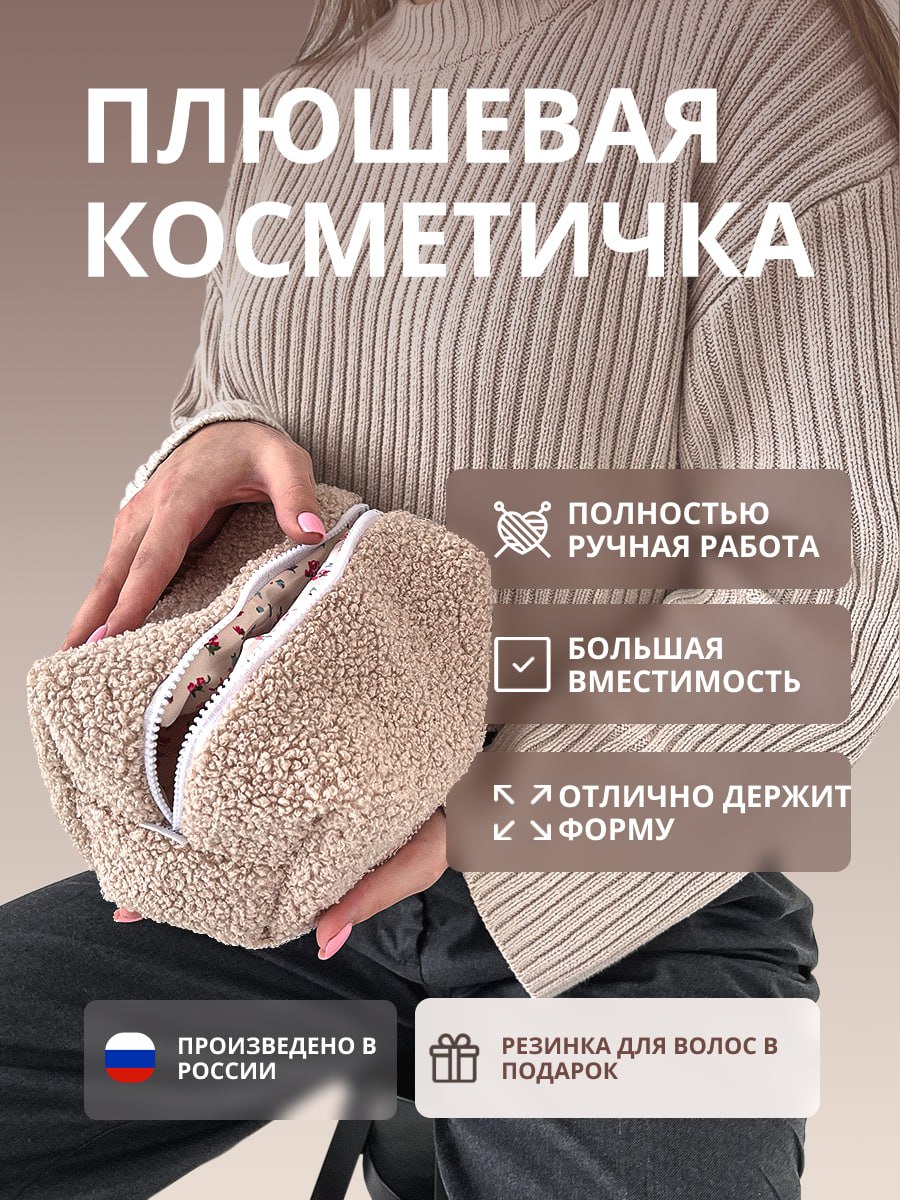 ПЛЮШЕВАЯ
КОСМЕТИЧКА
ПОЛНОСТЬЮ
РУЧНАЯ РАБОТА
БОЛЬШАЯ
ВМЕСТИМОСТЬ
ОТЛИЧНО ДЕРЖИТ
ФОРМУ
ПРОИЗВЕДЕНО В
РОССИИ
РЕЗИНКА ДЛЯ ВОЛОС В
ПОДАРОК